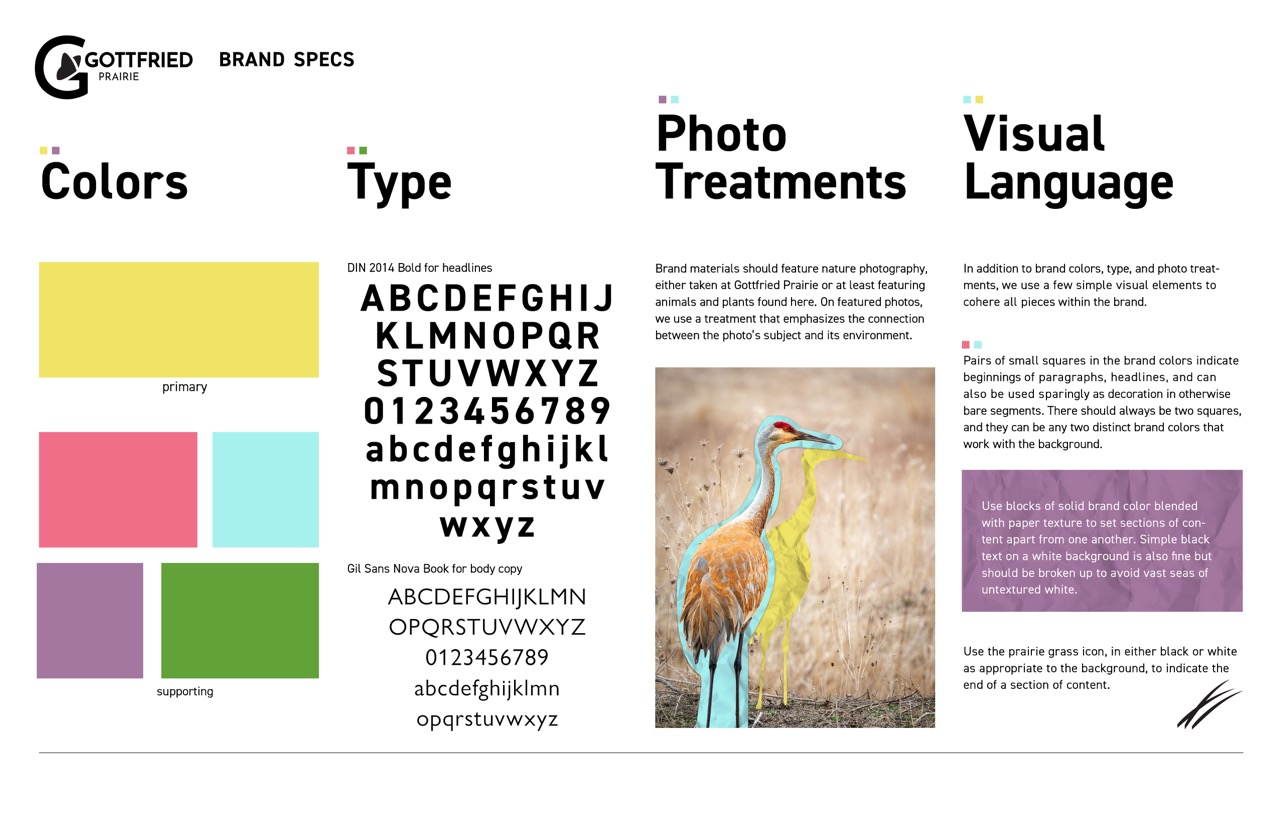 GOTTFRIED
PRAIRIE
BRAND SPECS
Colors
primary
supporting
Type
DIN 2014 Bold for headlines
ABCDEFGHIJ
KLMNOPQR
STUVWXYZ
0123456789
abcdefghijkl
mnopqrstuv
wxyz
Gil Sans Nova Book for body copy
ABCDEFGHIJKLMN
OPQRSTUVWXYZ
0123456789
abcdefghijklmn
opqrstuvwxyz
Photo
Treatments
Brand materials should feature nature photography,
either taken at Gottfried Prairie or at least featuring
animals and plants found here. On featured photos,
we use a treatment that emphasizes the connection
between the photo's subject and its environment.
Visual
Language
In addition to brand colors, type, and photo treat-
ments, we use a few simple visual elements to
cohere all pieces within the brand.
Pairs of small squares in the brand colors indicate
beginnings of paragraphs, headlines, and can
also be used sparingly as decoration in otherwise
bare segments. There should always be two squares,
and they can be any two distinct brand colors that
work with the background.
Use blocks of solid brand color blended
with paper texture to set sections of con-
tent apart from one another. Simple black
text on a white background is also fine but
should be broken up to avoid vast seas of
untextured white.
Use the prairie grass icon, in either black or white
as appropriate to the background, to indicate the
end of a section of content.